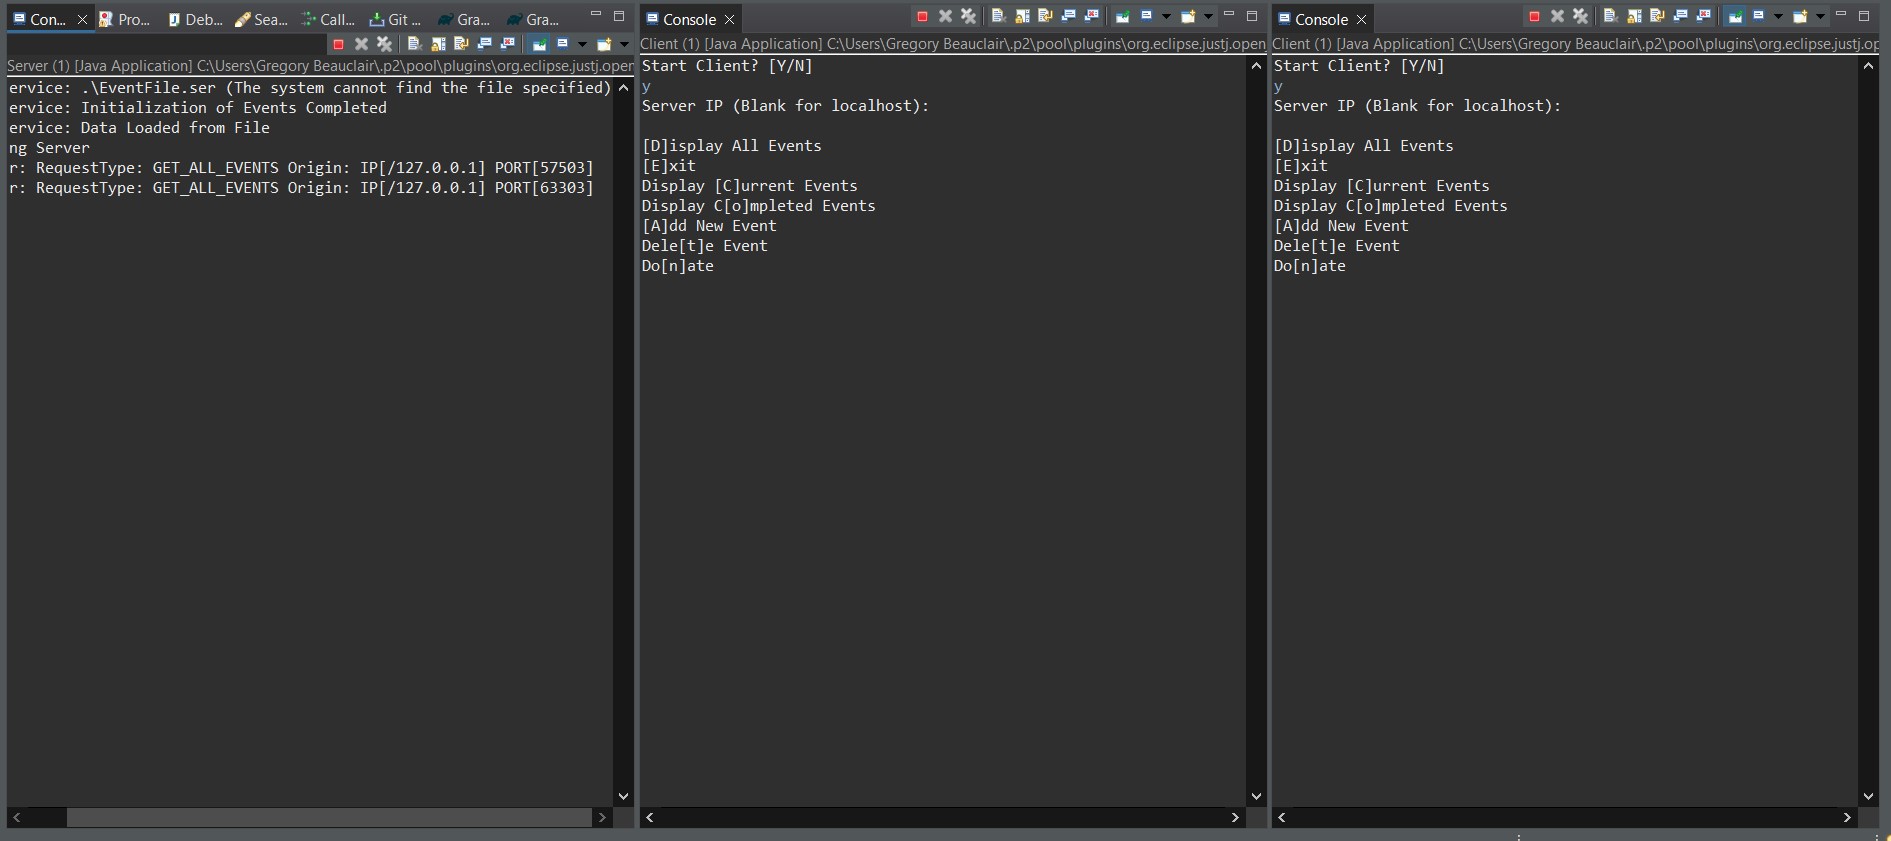 Con...
Pro...
Deb...
Sea...
Call...
Git ...
Gra...
Gra...
Server (1) [Java Application] C:\Users\Gregory Beauclair\.p2\pool\plugins\org.eclipse.justj.open
ervice: .\EventFile.ser (The system cannot find the file specified)
ervice: Initialization of Events Completed
ervice: Data Loaded from File
ng Server
r: RequestType: GET_ALL_EVENTS Origin: IP[/127.0.0.1] PORT[57503]
r: RequestType: GET_ALL_EVENTS Origin: IP[/127.0.0.1] PORT[63303]
Console
Client (1) [Java Application] C:\Users\Gregory Beauclair\.p2\pool\plugins\org.eclipse.justj.open
Start Client? [Y/N]
y
Server IP (Blank for localhost):
[D]isplay All Events
[E]xit
Display [C]urrent Events
Display C[o]mpleted Events
[A]dd New Event
Dele[t]e Event
Do[n]ate
Console
Client (1) [Java Application] C:\Users\Gregory Beauclair\.p2\pool\plugins\org.eclipse.justj.op
Start Client? [Y/N]
y
Server IP (Blank for localhost):
[D]isplay All Events
[E]xit
Display [C]urrent Events
Display C[o]mpleted Events
[A]dd New Event
Dele[t]e Event
Do[n]ate